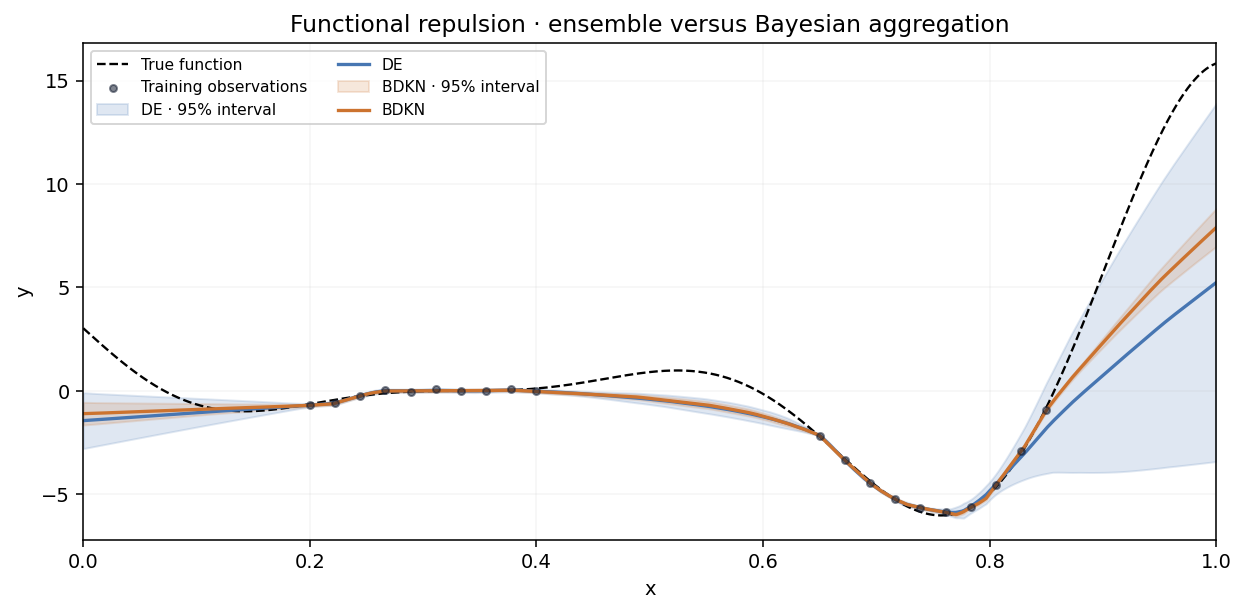 Functional repulsion · ensemble versus Bayesian aggregation
True function
Training observations
DE · 95% interval
DE
BDKN · 95% interval
BDKN
y
15
10
5
0
−5
0.0 0.2 0.4 0.6 0.8 1.0
x